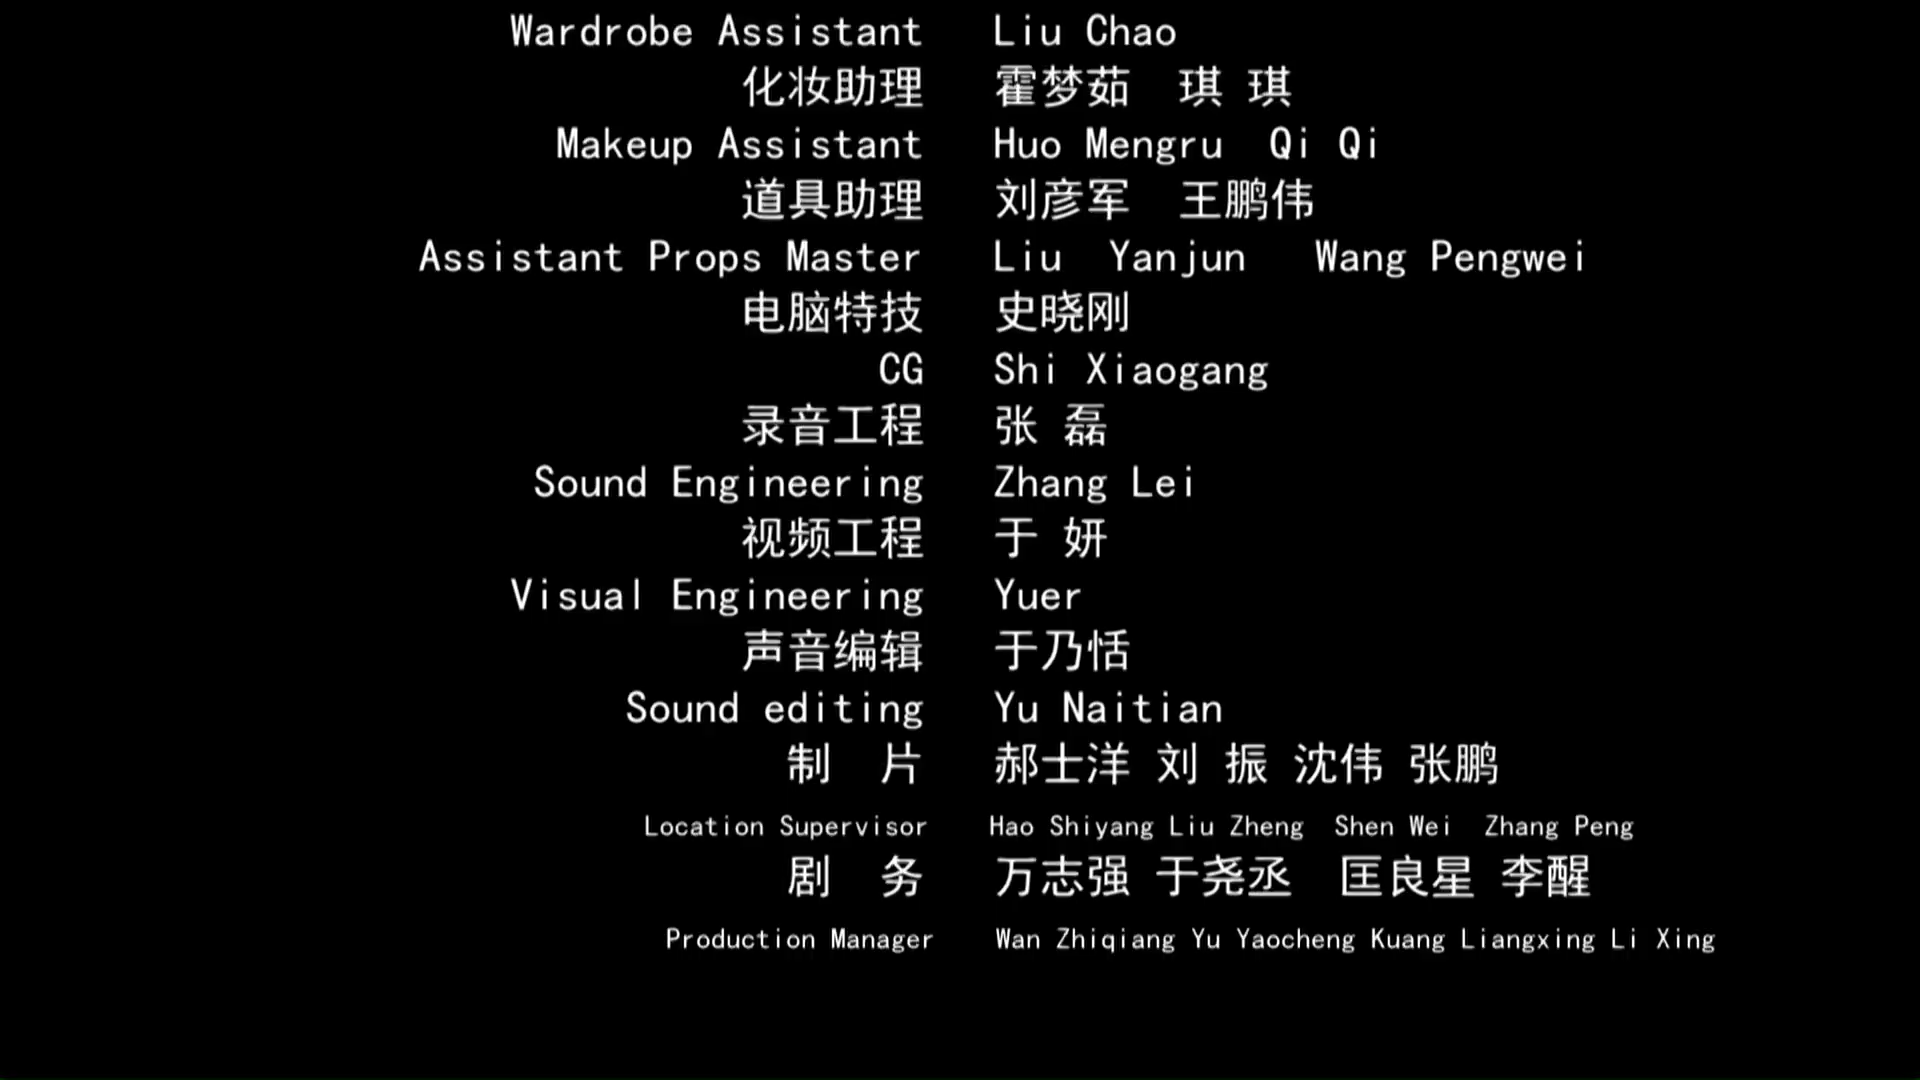 Wardrobe Assistant Liu Chao
化妆助理 霍梦茹 琪 琪
Makeup Assistant Huo Mengru Qi Qi
道具助理 刘彦军 王鹏伟
Assistant Props Master Liu Yanjun Wang Pengwei
电脑特技 史晓刚
CG Shi Xiaogang
录音工程 张 磊
Sound Engineering Zhang Lei
视频工程 于 妍
Visual Engineering Yuer
声音编辑 于乃恬
Sound editing Yu Naitian
制 片 郝士洋 刘 振 沈伟 张鹏
Location Supervisor Hao Shiyang Liu Zheng Shen Wei Zhang Peng
剧 务 万志强 于尧丞 匡良星 李醒
Production Manager Wan Zhiqiang Yu Yaocheng Kuang Liangxing Li Xing